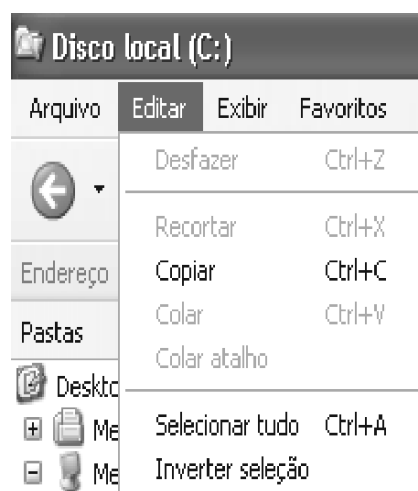 Disco local (C:)
Arquivo Editar Exibir Favoritos
Desfazer Ctrl+Z
Recortar Ctrl+X
Endereço
Copiar Ctrl+C
Colar Ctrl+V
Pastas
Colar atalho
Deskto
Selecionar tudo Ctrl+A
Me
Inverter seleção
Me